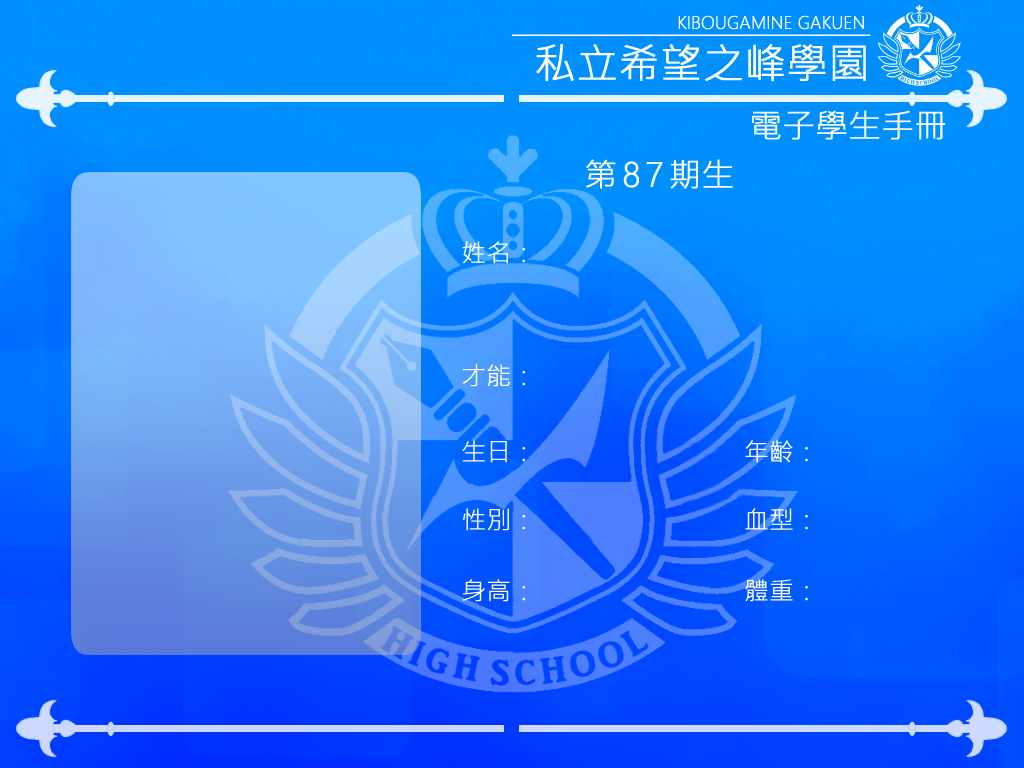 KIBOUGAMINE GAKUEN
私立希望之峰學園
HIGH SCHOOL
電子學生手冊
第87期生
姓名：
才能：
生日：
年齡：
性別：
血型：
身高：
體重：
HIGH SCHOOL